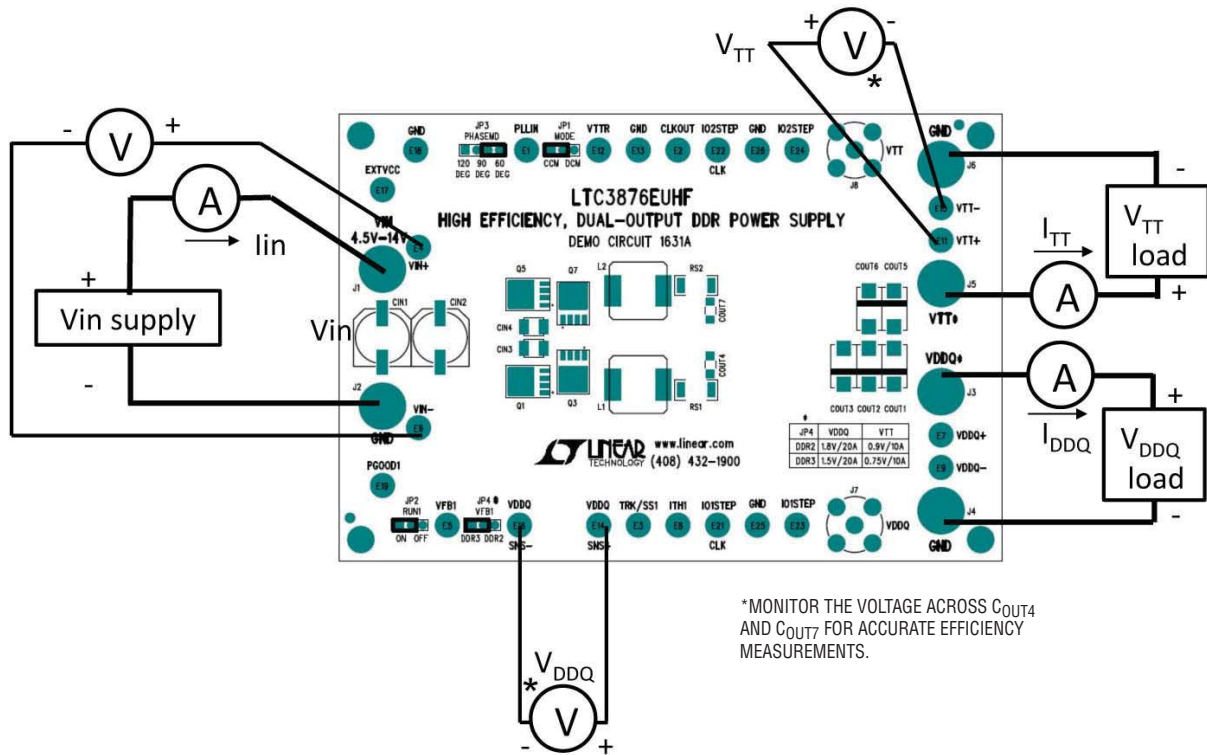 + V -
V_TT
*
- V +
A
Iin
+
Vin supply
-
Vin
GND
E18
JP3
PHASEMD
120 DEG 90 DEG 60 DEG
PLLIN
E1
JP1
MODE
CCM DCM
VTTR
E12
GND
E13
CLKOUT
E2
IO2STEP
E22
CLK
GND
E26
IO2STEP
E24
VTT
J8
GND
J6
VTT-
E11
VTT+
J5
VTT*
EXTVCC
E17
VIN
4.5V-14V
VIN+
J1
LTC3876EUHF
HIGH EFFICIENCY, DUAL-OUTPUT DDR POWER SUPPLY
DEMO CIRCUIT 1631A
CIN1 CIN2
Q5 Q7 L2 RS2
COUT7
CIN4
CIN3
COUT4
Q1 Q3 L1 RS1
COUT6 COUT5
COUT3 COUT2 COUT1
*
JP4 VDDQ VTT
DDR2 1.8V/20A 0.9V/10A
DDR3 1.5V/20A 0.75V/10A
LINEAR
TECHNOLOGY
www.linear.com
(408) 432-1900
J2
GND
VIN-
PGOOD1
E19
JP2
RUN1
ON OFF
VFB1
E5
JP4*
VFB1
DDR3 DDR2
VDDQ
SNS-
VDDQ
E14
SNS+
TRK/SS1
E3
ITH1
E8
IO1STEP
E21
CLK
GND
E25
IO1STEP
E23
J7
VDDQ
VDDQ*
J3
E7
VDDQ+
E9
VDDQ-
J4
GND
-
V_TT
load
+
I_TT
A
A
I_DDQ
+
V_DDQ
load
-
V_DDQ
*
- V +
*MONITOR THE VOLTAGE ACROSS C_OUT4
AND C_OUT7 FOR ACCURATE EFFICIENCY
MEASUREMENTS.